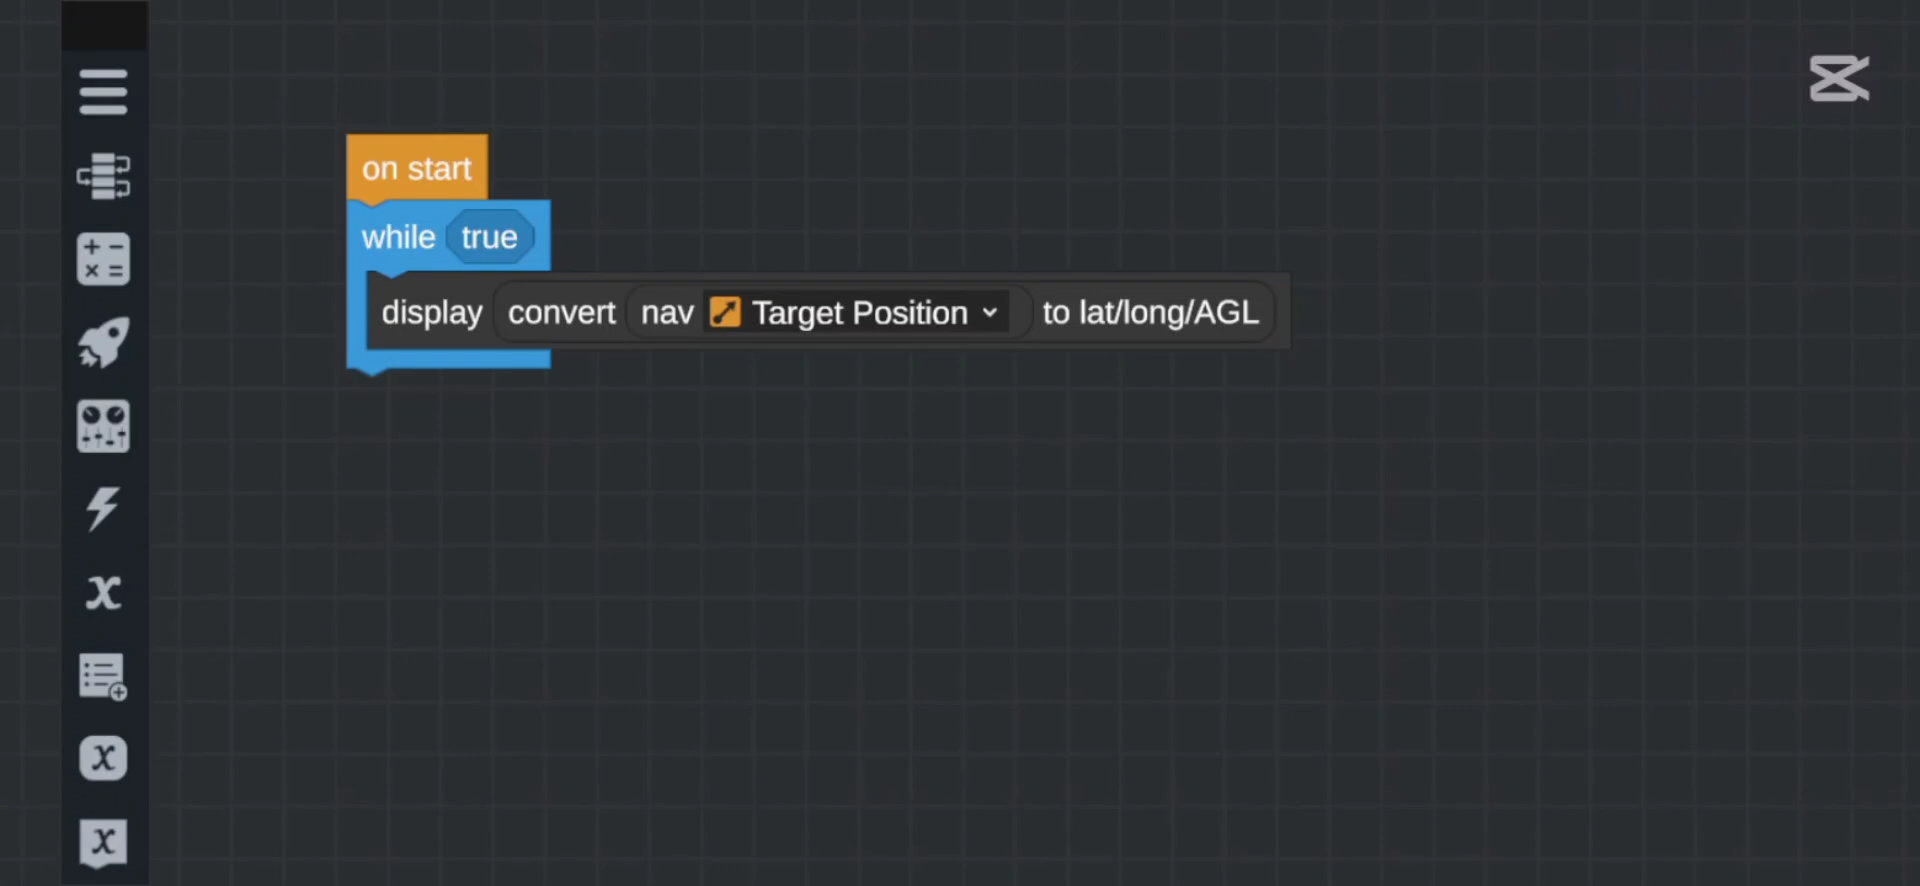 on start
while true
display convert nav Target Position to lat/long/AGL
x
x
x